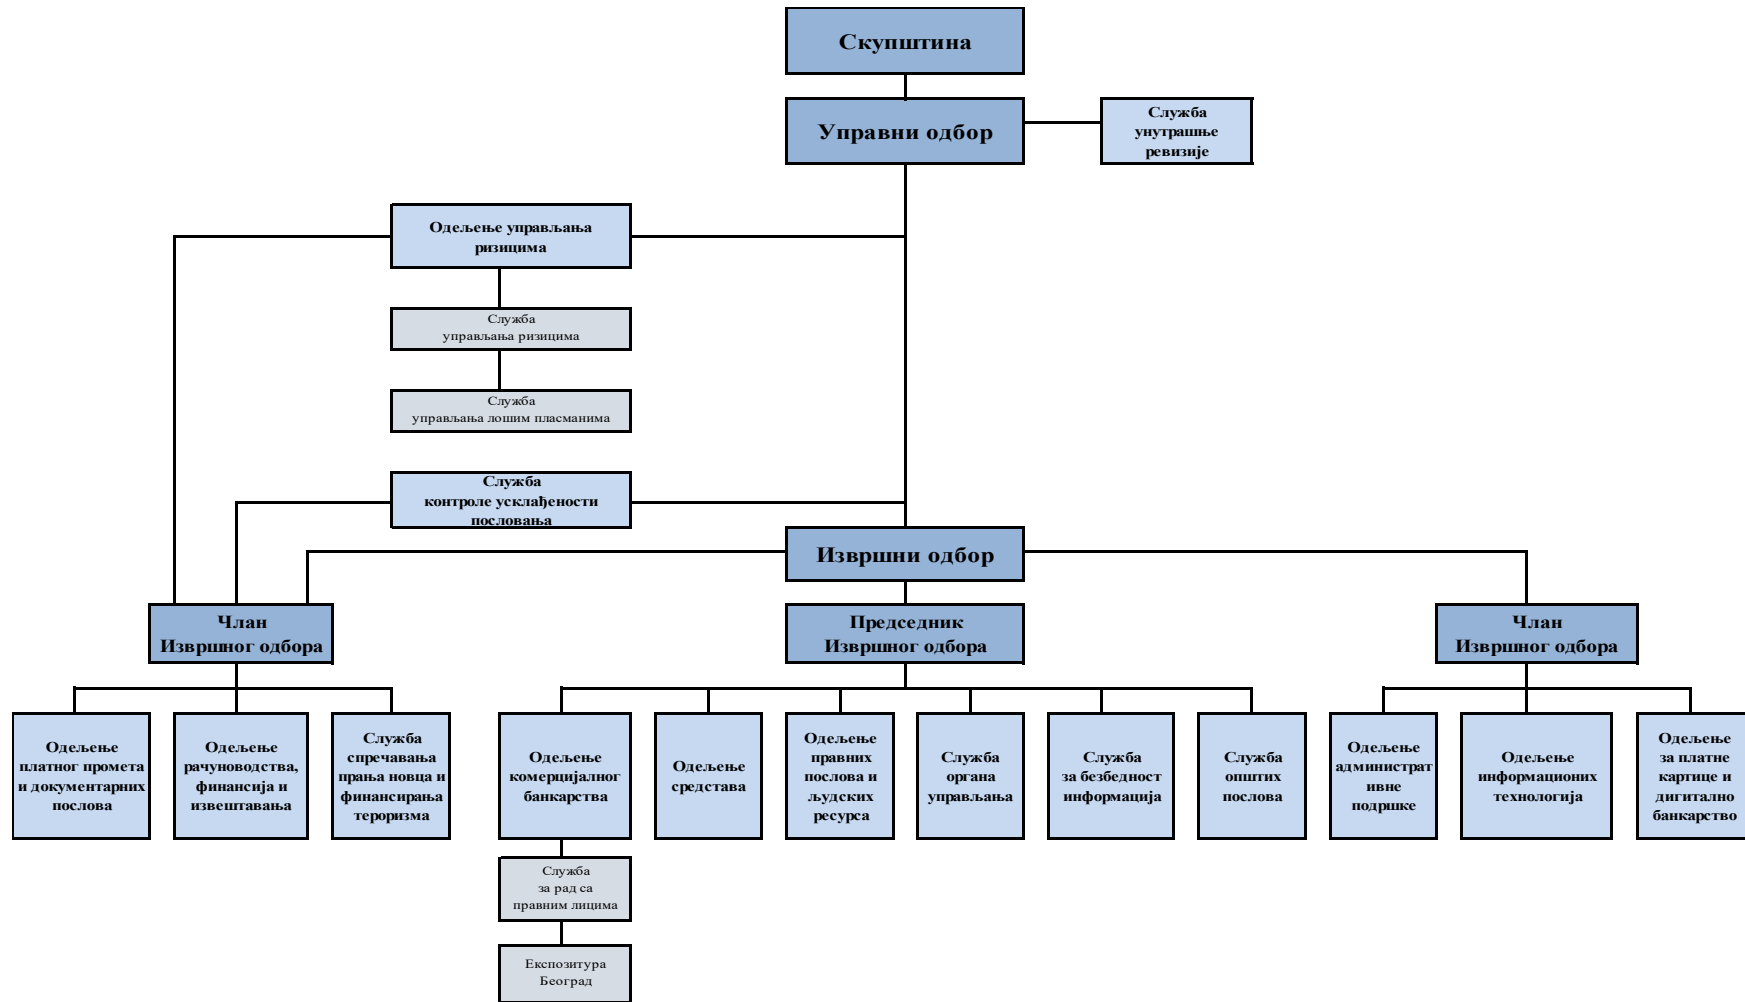 Скупштина
Управни одбор
Служба
унутрашње
ревизије
Одељење управљања
ризицима
Служба
управљања ризицима
Служба
управљања лошим пласманима
Служба
контроле усклађености
пословања
Извршни одбор
Члан
Извршног одбора
Председник
Извршног одбора
Члан
Извршног одбора
Одељење
платног промета
и документарних
послова
Одељење
рачуноводства,
финансија и
извештавања
Служба
спречавања
прања новца и
финансирања
тероризма
Одељење
комерцијалног
банкарства
Одељење
средстава
Одељење
правних
послова и
људских
ресурса
Служба
органа
управљања
Служба
за безбедност
информација
Служба
општих
послова
Одељење
администрат
ивне
подршке
Одељење
информационих
технологија
Одељење
за платне
картице и
дигитално
банкарство
Служба
за рад са
правним лицима
Експозитура
Београд